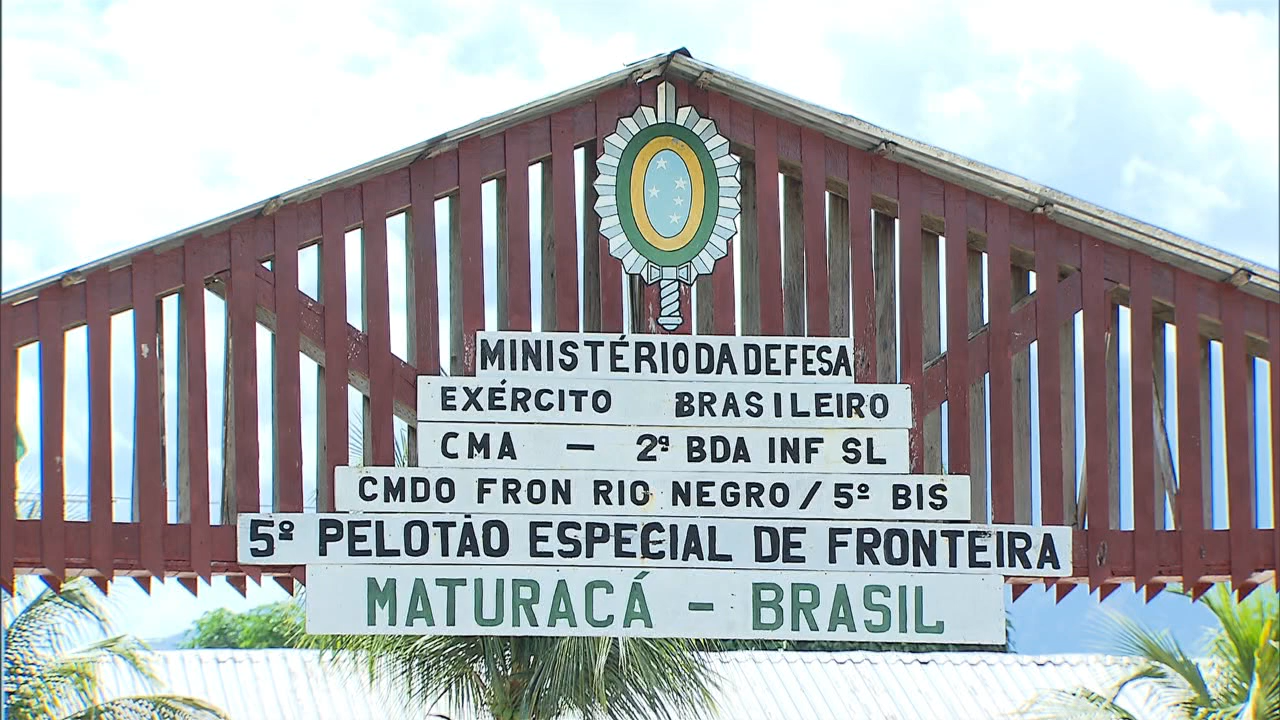 MINISTÉRIO DA DEFESA
EXÉRCITO BRASILEIRO
CMA - 2ª BDA INF SL
CMDO FRON RIO NEGRO / 5º BIS
5º PELOTÃO ESPECIAL DE FRONTEIRA
MATURACÁ - BRASIL